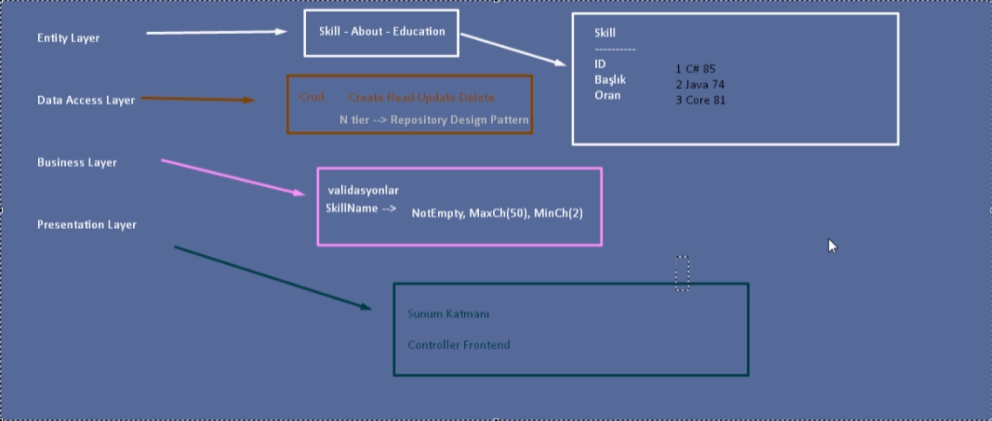 Entity Layer
Skill - About - Education
Skill
----------
ID
Başlık
Oran
1 C# 85
2 Java 74
3 Core 81
Data Access Layer
Crud Create Read Update Delete
N tier --> Repository Design Pattern
Business Layer
validasyonlar
SkillName --> NotEmpty, MaxCh(50), MinCh(2)
Presentation Layer
Sunum Katmanı
Controller Frontend